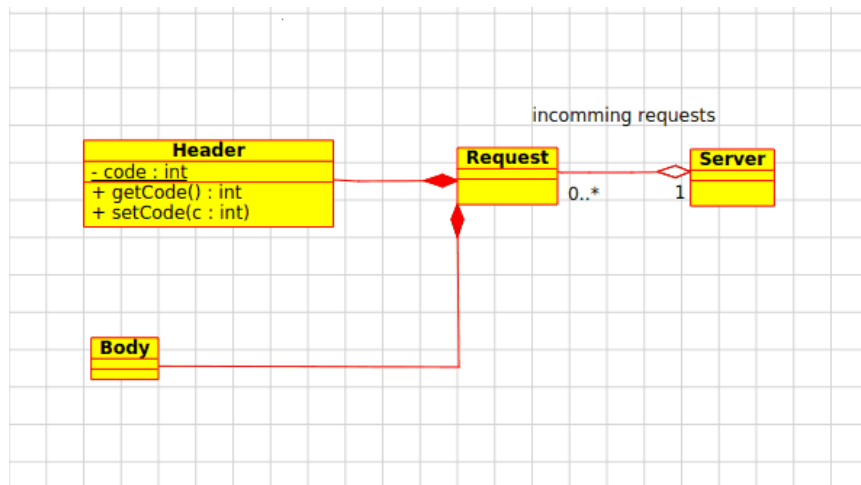 incomming requests
Header
- code : int
+ getCode() : int
+ setCode(c : int)
Request
Server
0..*
1
Body